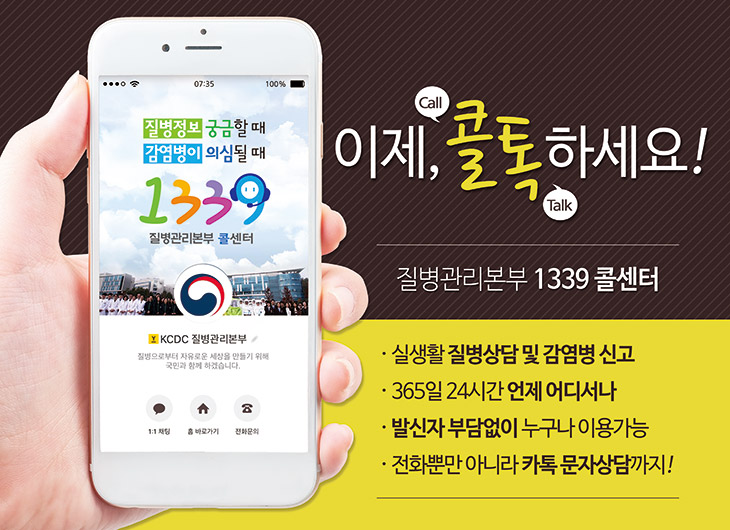 07:35
100%
질병정보 궁금할 때
감염병이 의심될 때
1339
질병관리본부 콜센터
KCDC 질병관리본부
질병으로부터 자유로운 세상을 만들기 위해
국민과 함께 하겠습니다.
1:1 채팅
홈 바로가기
전화문의
Call
이제, 콜톡하세요!
Talk
질병관리본부 1339 콜센터
· 실생활 질병상담 및 감염병 신고
· 365일 24시간 언제 어디서나
· 발신자 부담없이 누구나 이용가능
· 전화뿐만 아니라 카톡 문자상담까지!